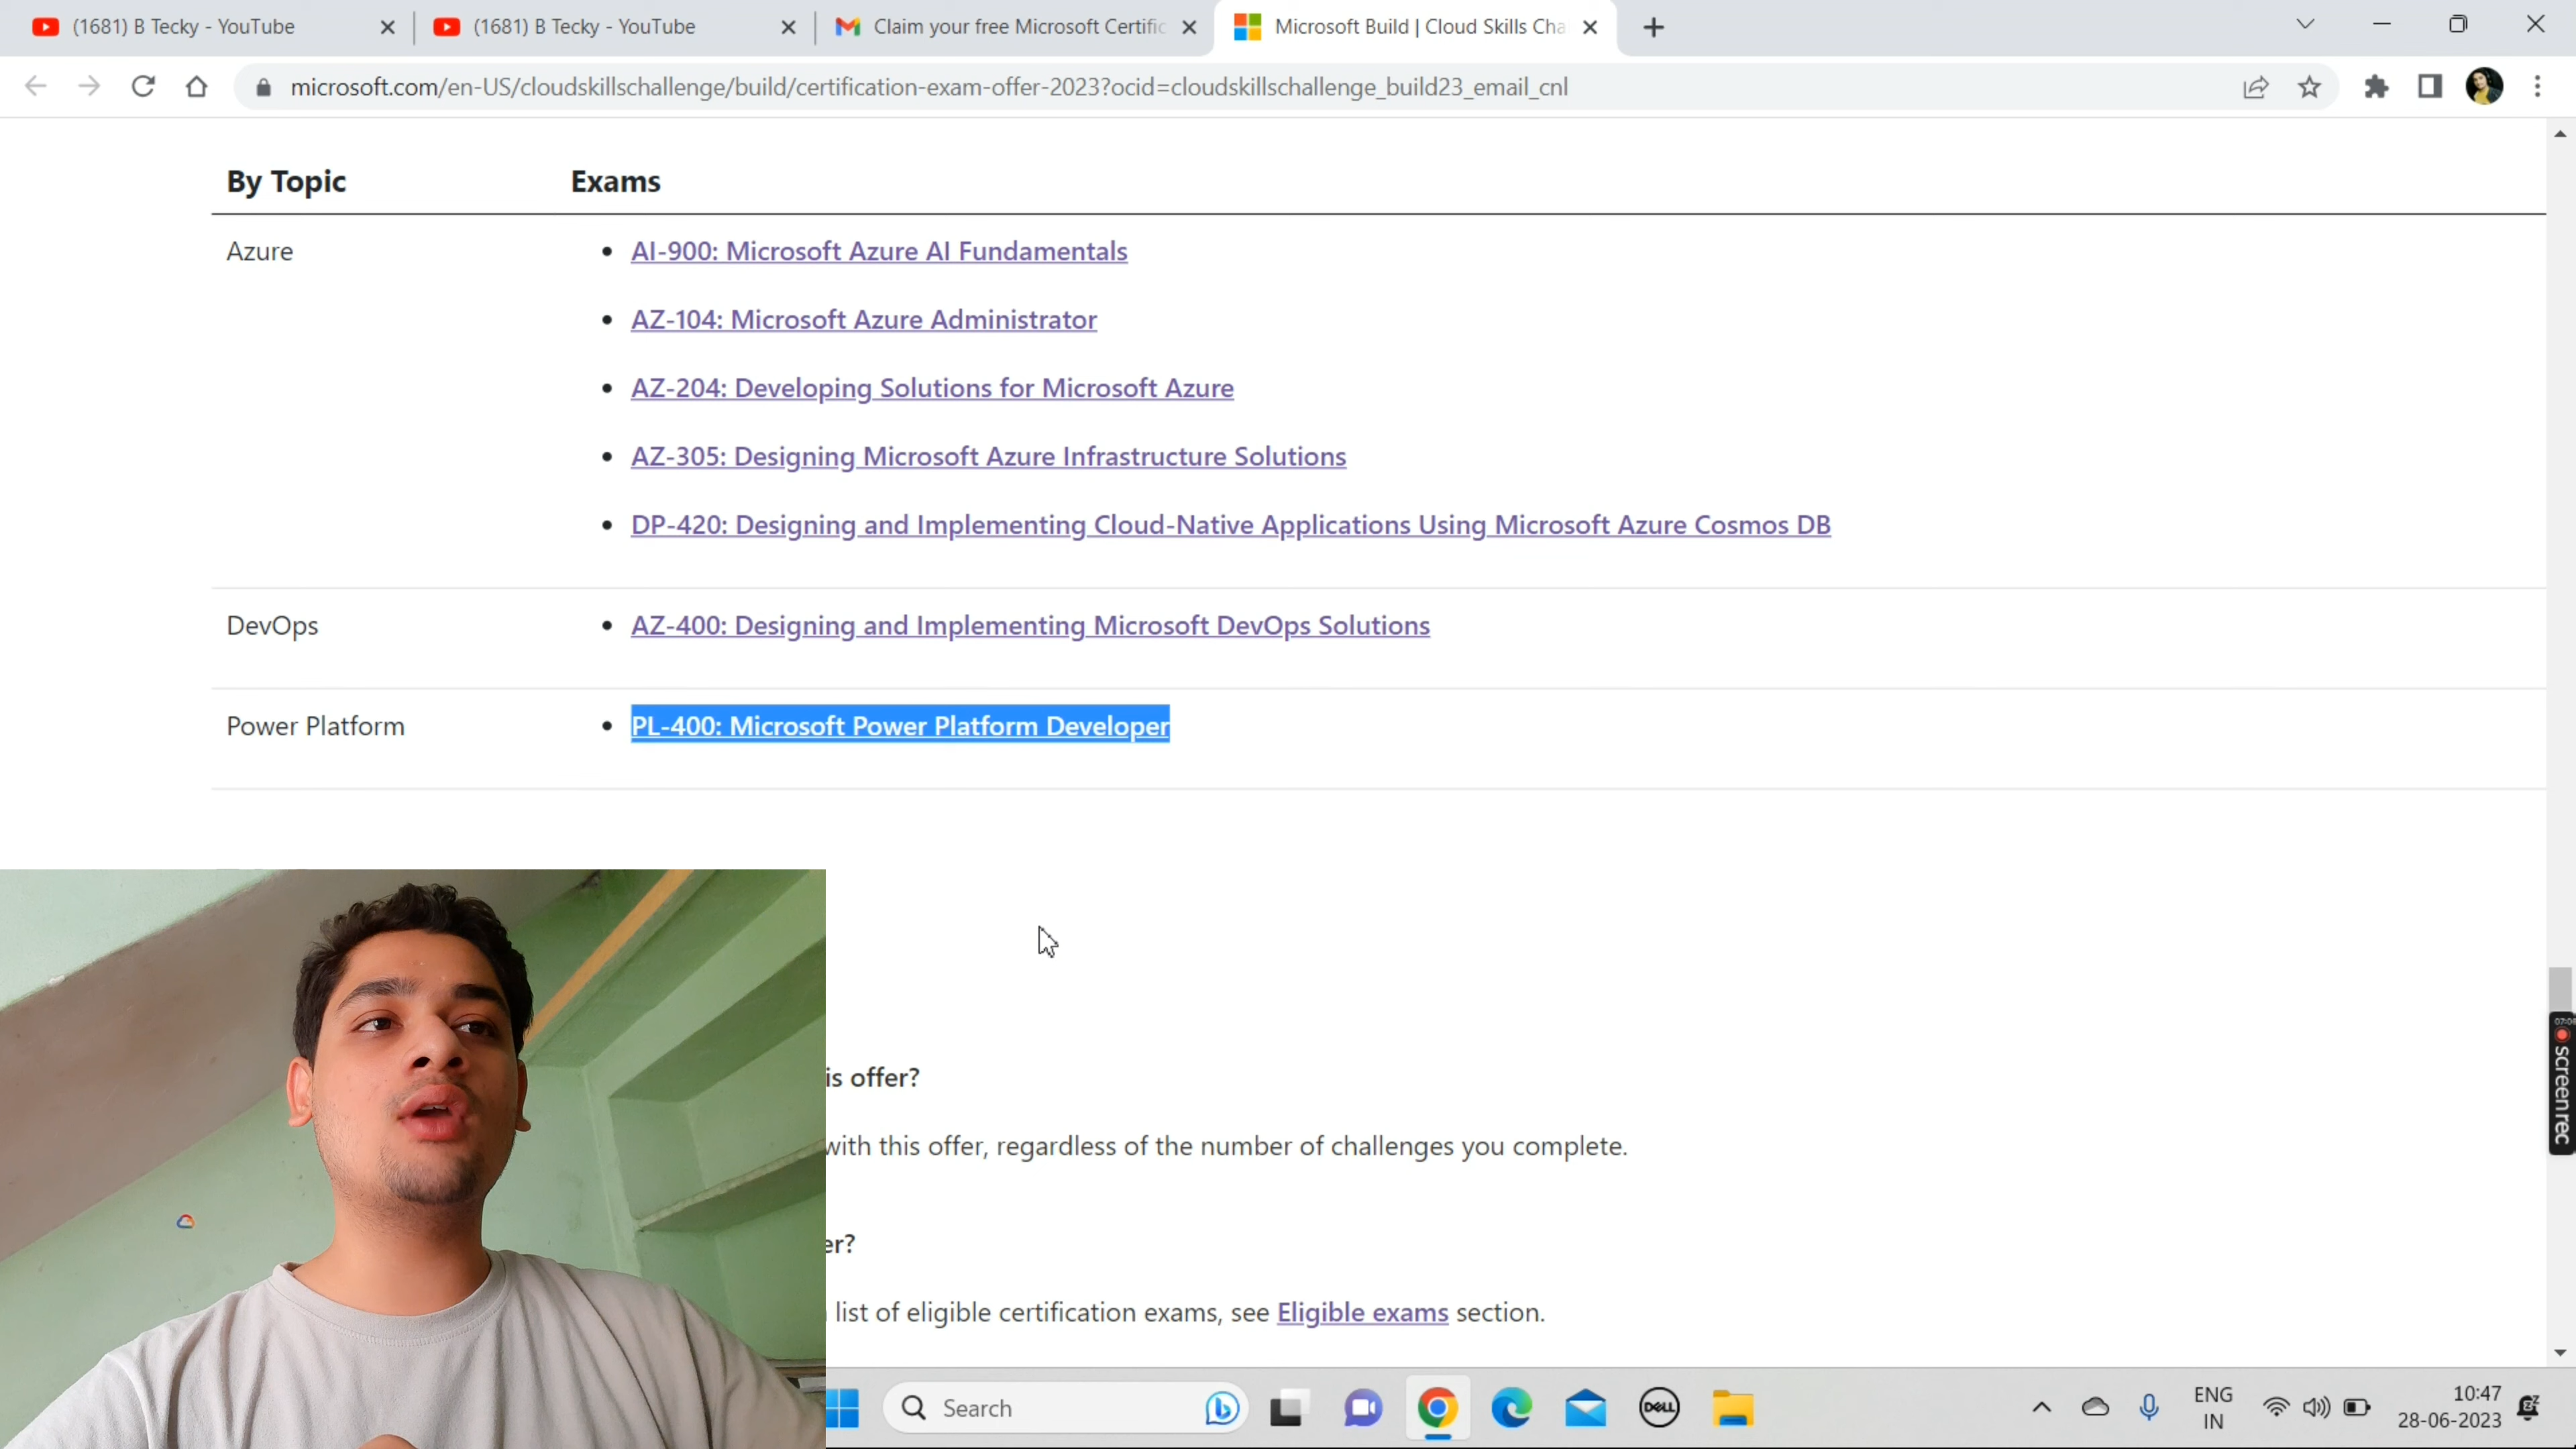 (1681) B Tecky - YouTube
(1681) B Tecky - YouTube
Claim your free Microsoft Certific
Microsoft Build | Cloud Skills Cha
microsoft.com/en-US/cloudskillschallenge/build/certification-exam-offer-2023?ocid=cloudskillschallenge_build23_email_cnl
By Topic Exams
Azure • AI-900: Microsoft Azure AI Fundamentals
• AZ-104: Microsoft Azure Administrator
• AZ-204: Developing Solutions for Microsoft Azure
• AZ-305: Designing Microsoft Azure Infrastructure Solutions
• DP-420: Designing and Implementing Cloud-Native Applications Using Microsoft Azure Cosmos DB
DevOps • AZ-400: Designing and Implementing Microsoft DevOps Solutions
Power Platform • PL-400: Microsoft Power Platform Developer
is offer?
with this offer, regardless of the number of challenges you complete.
er?
list of eligible certification exams, see Eligible exams section.
screenrec
Search
DELL
ENG
IN
10:47
28-06-2023